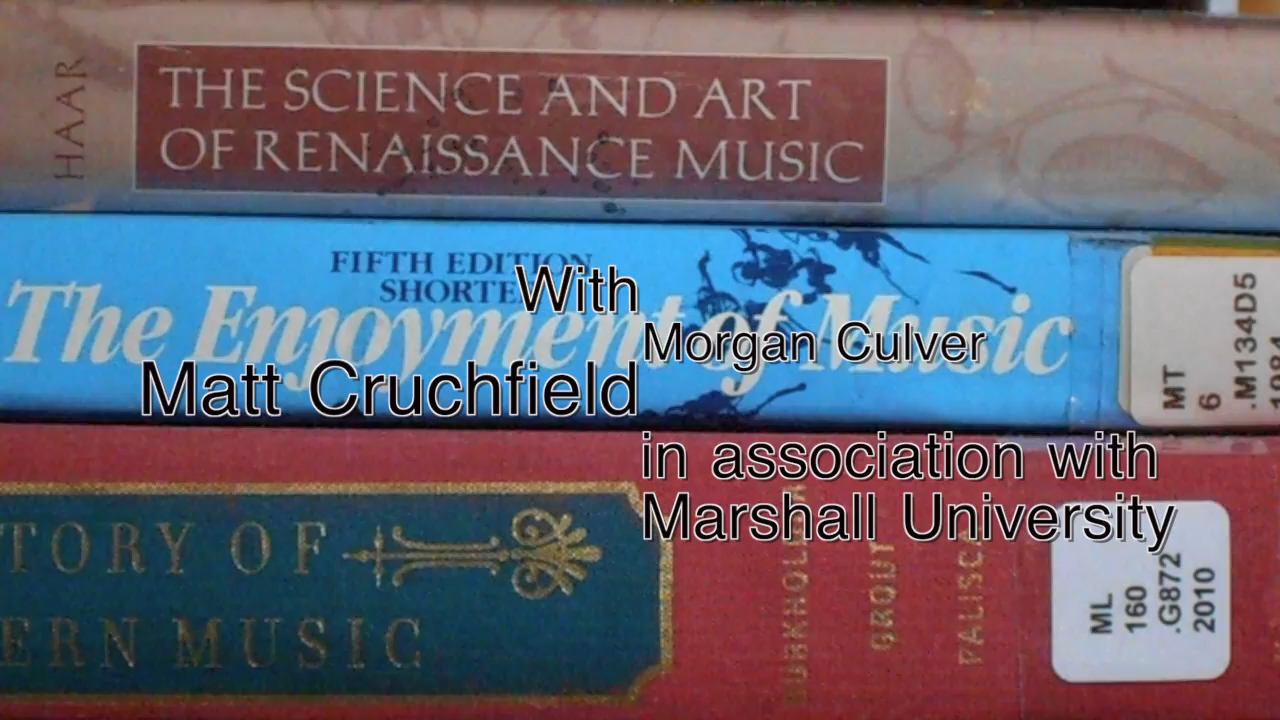 HAAR
THE SCIENCE AND ART
OF RENAISSANCE MUSIC
FIFTH EDITION
The Enjoyment of Music
MT
6
.M134D5
1984
With
Morgan Culver
Matt Cruchfield
in association with
Marshall University
TORY OF
ERN MUSIC
BURKHOLDER
GROUT
PALISCA
ML
160
.G872
2010